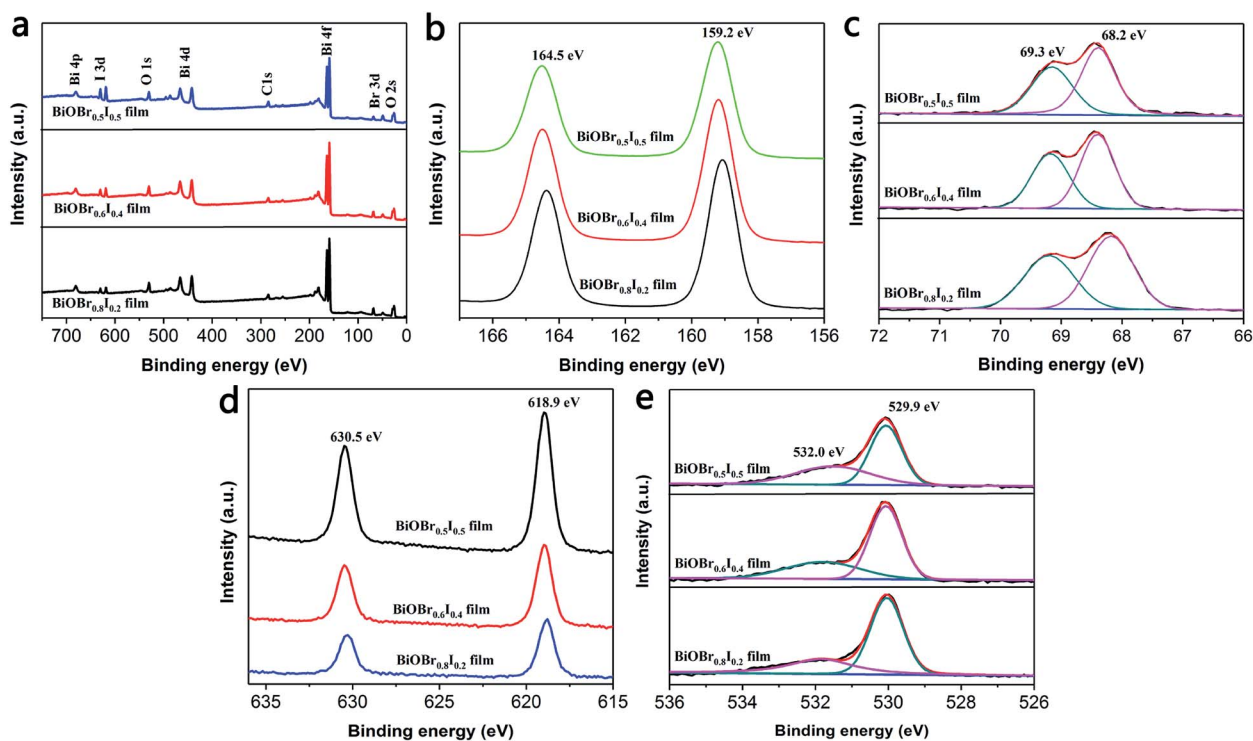 a
Intensity (a.u.)
Bi 4p
I 3d
O 1s
Bi 4d
C1s
Bi 4f
Br 3d
O 2s
BiOBr0.5I0.5 film
BiOBr0.6I0.4 film
BiOBr0.8I0.2 film
700 600 500 400 300 200 100 0
Binding energy (eV)
b
Intensity (a.u.)
164.5 eV
159.2 eV
BiOBr0.5I0.5 film
BiOBr0.6I0.4 film
BiOBr0.8I0.2 film
166 164 162 160 158 156
Binding energy (eV)
c
Intensity (a.u.)
69.3 eV
68.2 eV
BiOBr0.5I0.5 film
BiOBr0.6I0.4 film
BiOBr0.8I0.2 film
72 71 70 69 68 67 66
Binding energy (eV)
d
Intensity (a.u.)
630.5 eV
618.9 eV
BiOBr0.5I0.5 film
BiOBr0.6I0.4 film
BiOBr0.8I0.2 film
635 630 625 620 615
Binding energy (eV)
e
Intensity (a.u.)
532.0 eV
529.9 eV
BiOBr0.5I0.5 film
BiOBr0.6I0.4 film
BiOBr0.8I0.2 film
536 534 532 530 528 526
Binding energy (eV)